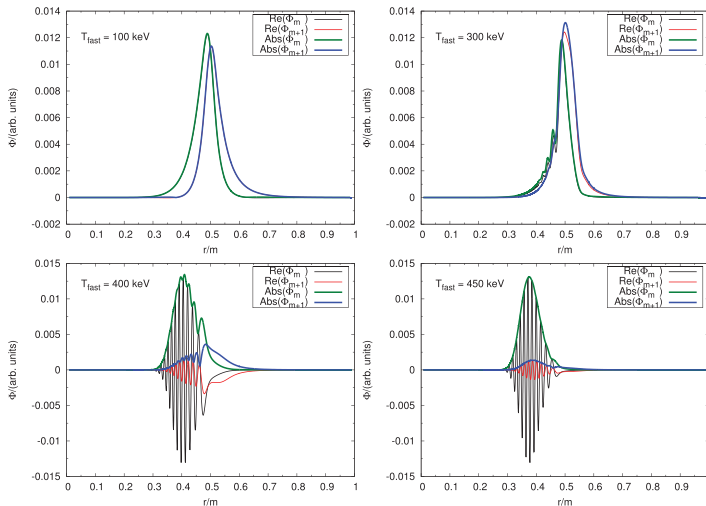 T_fast = 100 keV
Re(Φ_m)
Re(Φ_m+1)
Abs(Φ_m)
Abs(Φ_m+1)
Φ/(arb. units)
0.014
0.012
0.01
0.008
0.006
0.004
0.002
0
-0.002
0 0.1 0.2 0.3 0.4 0.5 0.6 0.7 0.8 0.9 1
r/m
T_fast = 300 keV
Re(Φ_m)
Re(Φ_m+1)
Abs(Φ_m)
Abs(Φ_m+1)
Φ/(arb. units)
0.014
0.012
0.01
0.008
0.006
0.004
0.002
0
-0.002
0 0.1 0.2 0.3 0.4 0.5 0.6 0.7 0.8 0.9
r/m
T_fast = 400 keV
Re(Φ_m)
Re(Φ_m+1)
Abs(Φ_m)
Abs(Φ_m+1)
Φ/(arb. units)
0.015
0.01
0.005
0
-0.005
-0.01
-0.015
0 0.1 0.2 0.3 0.4 0.5 0.6 0.7 0.8 0.9 1
r/m
T_fast = 450 keV
Re(Φ_m)
Re(Φ_m+1)
Abs(Φ_m)
Abs(Φ_m+1)
Φ/(arb. units)
0.015
0.01
0.005
0
-0.005
-0.01
-0.015
0 0.1 0.2 0.3 0.4 0.5 0.6 0.7 0.8 0.9
r/m